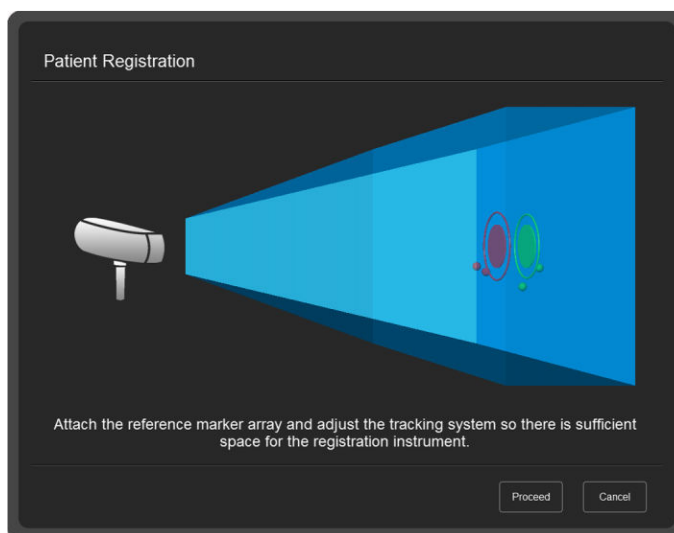 Patient Registration
Attach the reference marker array and adjust the tracking system so there is sufficient
space for the registration instrument.
Proceed
Cancel